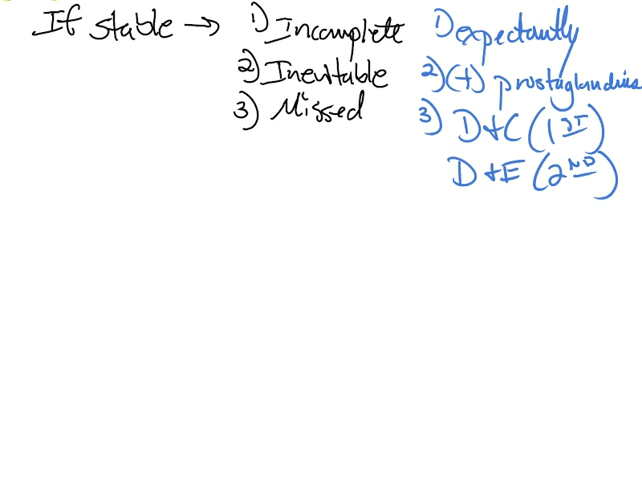 If stable → 1) Incomplete
2) Inevitable
3) Missed
1) expectantly
2) (+) prostaglandins
3) D+C (1ST)
D+E (2ND)